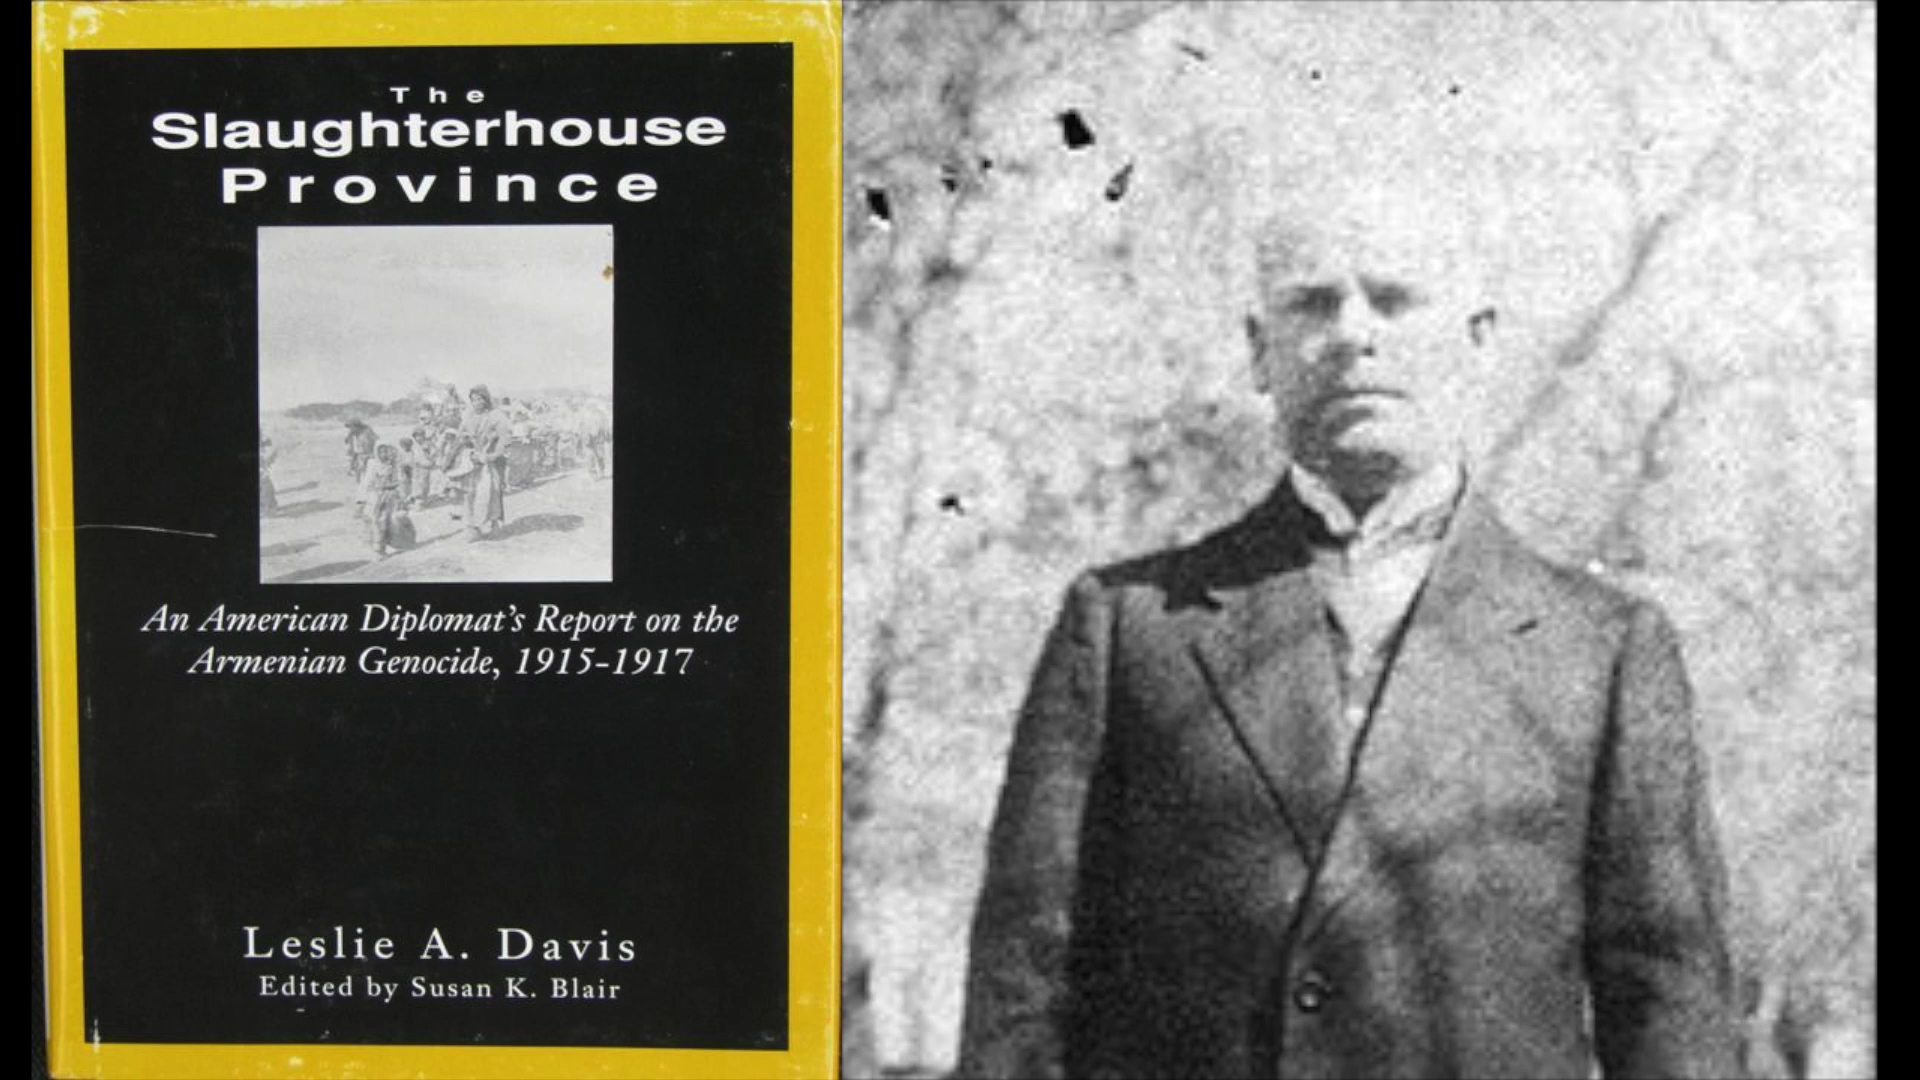 The
Slaughterhouse
Province
An American Diplomat's Report on the
Armenian Genocide, 1915-1917
Leslie A. Davis
Edited by Susan K. Blair